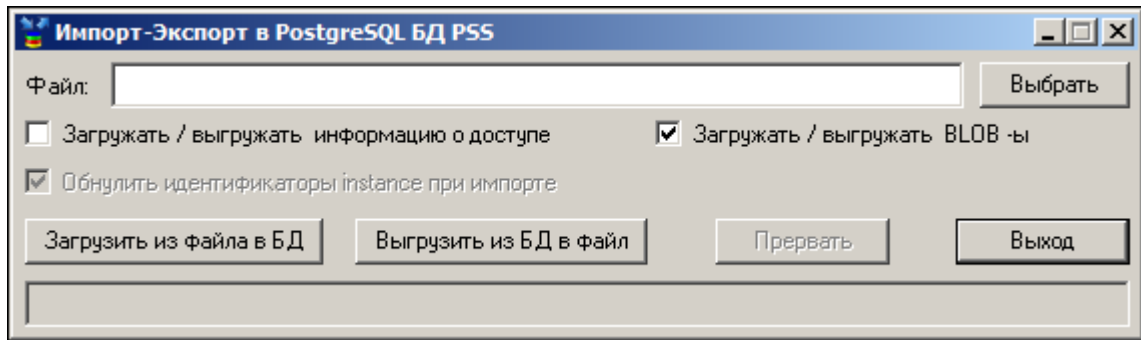 Импорт-Экспорт в PostgreSQL БД PSS
Файл: Выбрать
Загружать / выгружать информацию о доступе Загружать / выгружать BLOB -ы
Обнулить идентификаторы instance при импорте
Загрузить из файла в БД Выгрузить из БД в файл Прервать Выход